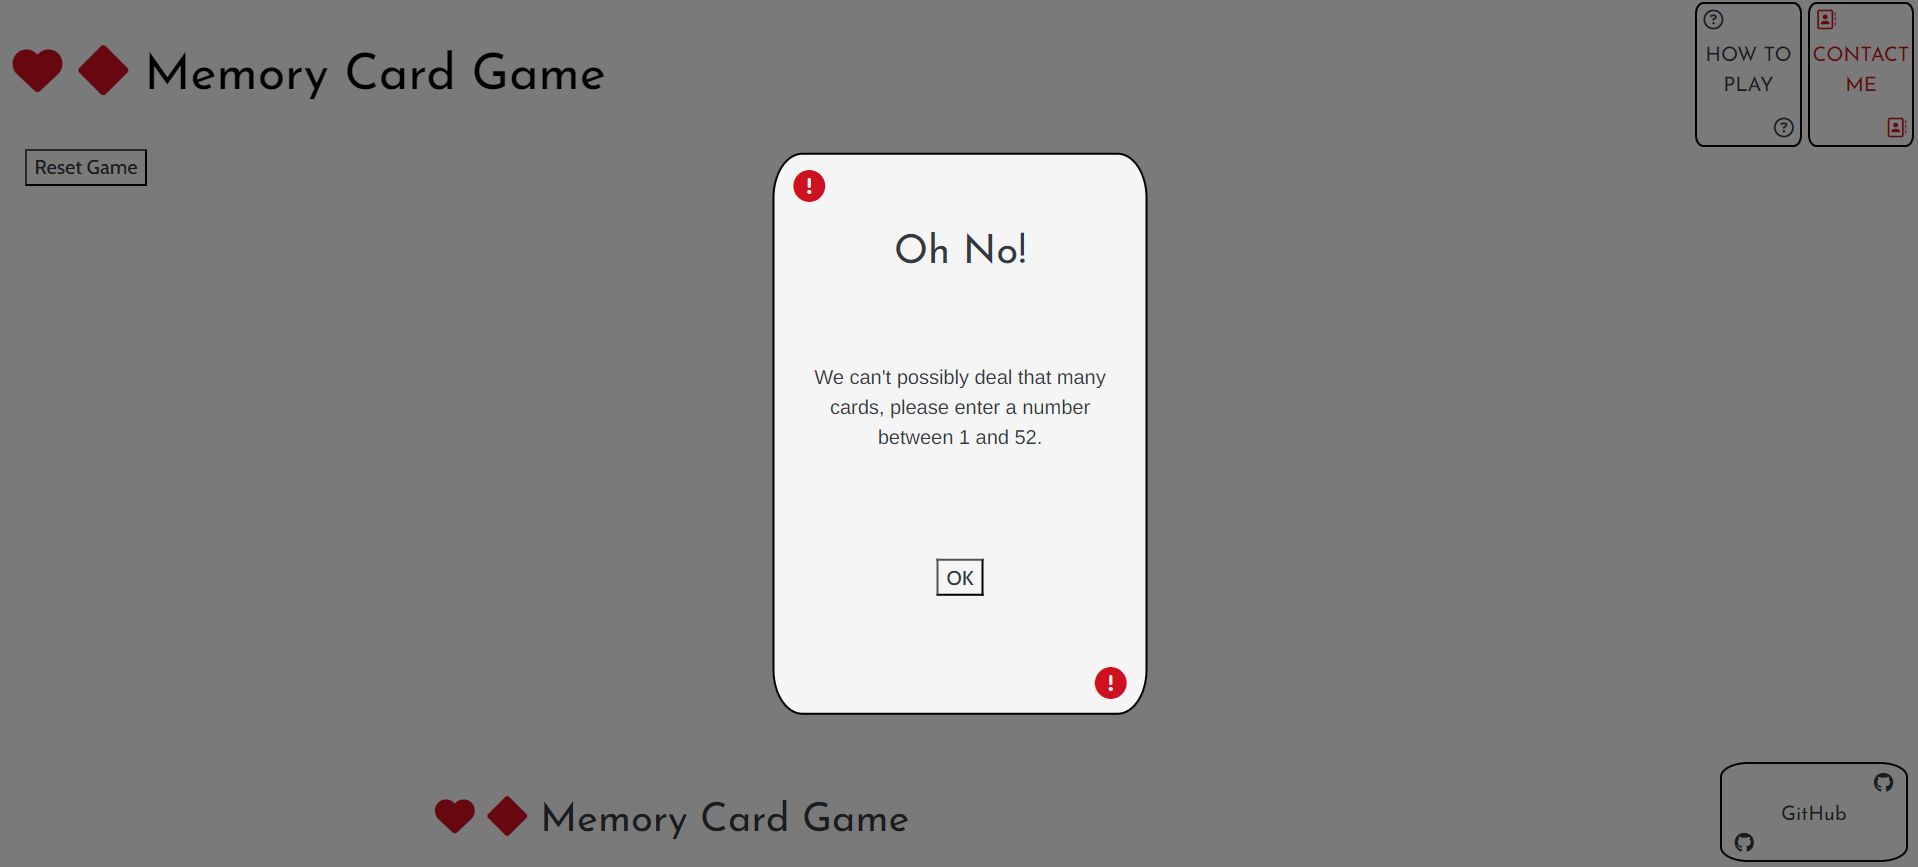 Memory Card Game
HOW TO
PLAY
CONTACT
ME
Reset Game
Oh No!
We can't possibly deal that many
cards, please enter a number
between 1 and 52.
OK
Memory Card Game
GitHub